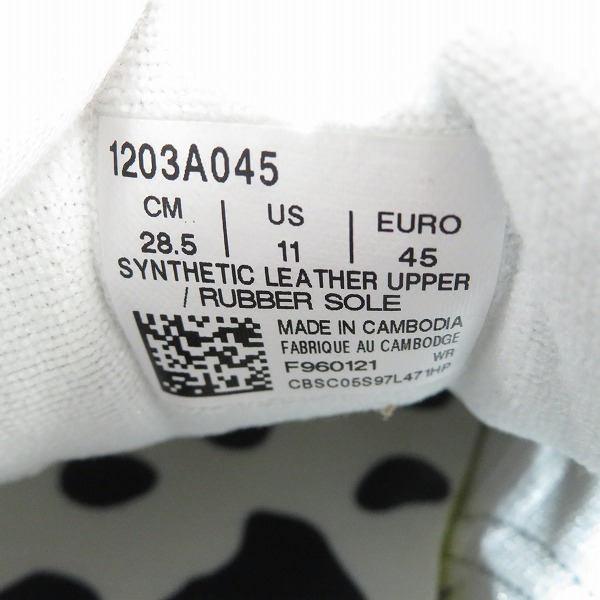 1203A045
CM | US | EURO
28.5 | 11 | 45
SYNTHETIC LEATHER UPPER
/ RUBBER SOLE
MADE IN CAMBODIA
FABRIQUE AU CAMBODGE
F960121 WR
CBSC05S97L471HP